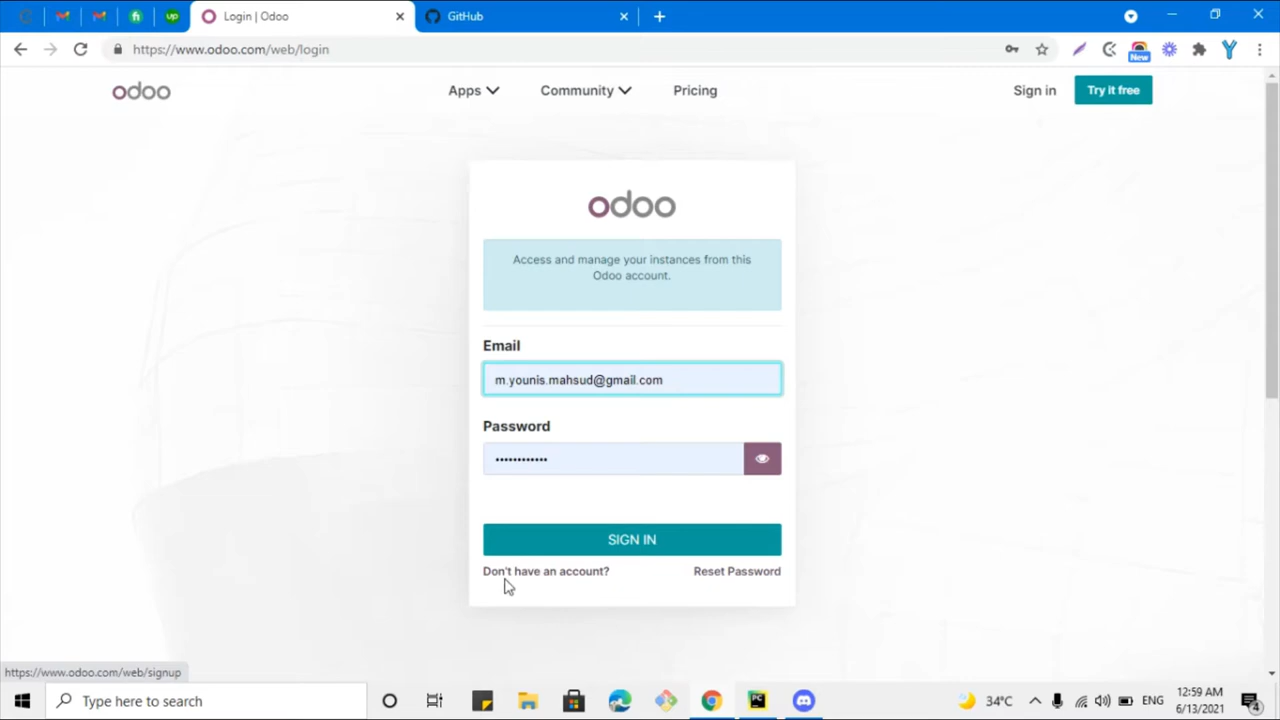 Login | Odoo
GitHub
https://www.odoo.com/web/login
New
odoo
Apps
Community
Pricing
Sign in
Try it free
odoo
Access and manage your instances from this
Odoo account.
Email
m.younis.mahsud@gmail.com
Password
••••••••••••
SIGN IN
Don't have an account?
Reset Password
https://www.odoo.com/web/signup
Type here to search
PC
34°C
ENG
12:59 AM
6/13/2021
4